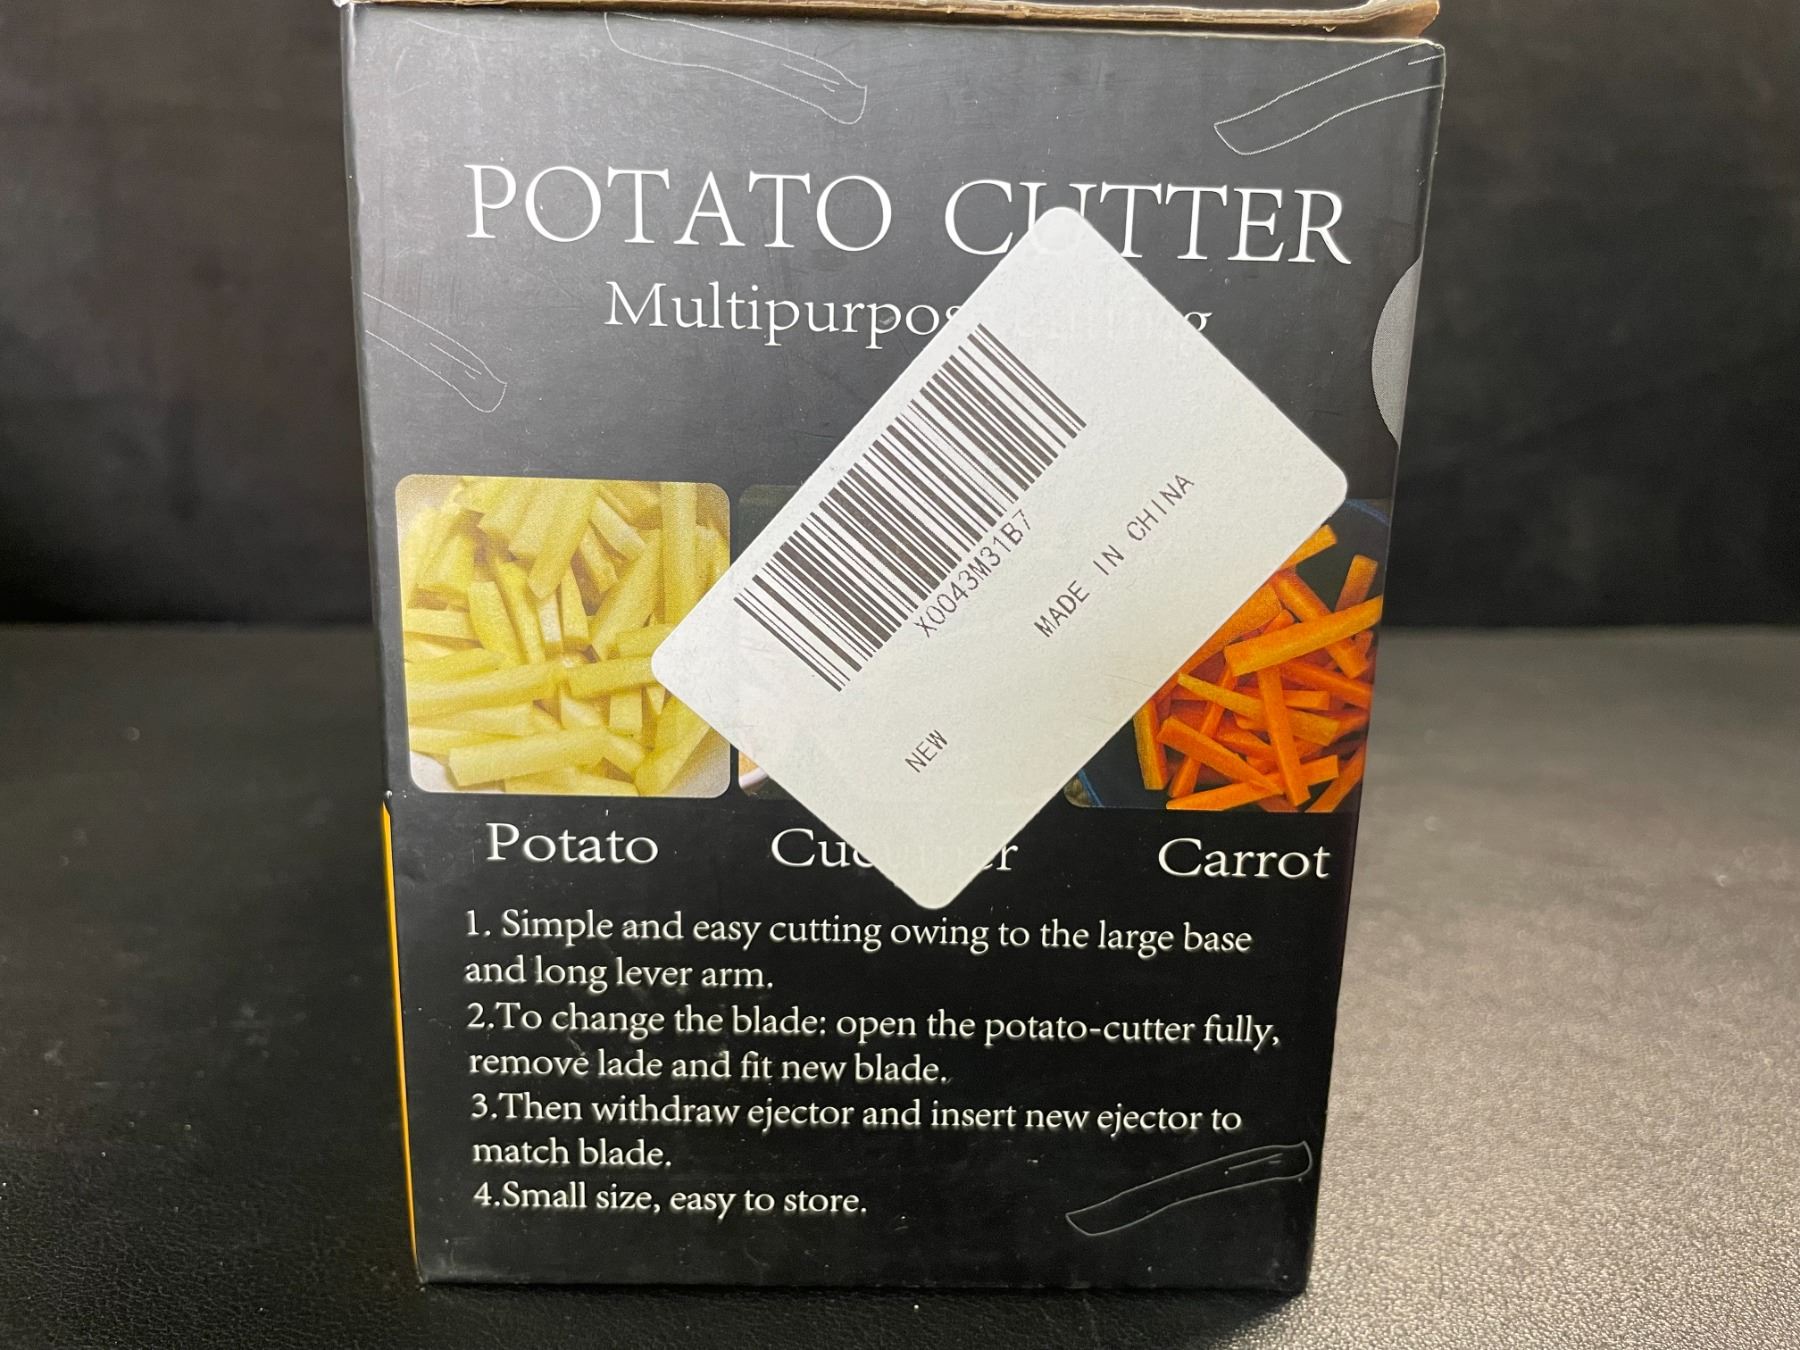 POTATO CUTTER
X0043M31B7
MADE IN CHINA
NEW
Potato
Carrot
1. Simple and easy cutting owing to the large base
and long lever arm.
2.To change the blade: open the potato-cutter fully,
remove lade and fit new blade.
3.Then withdraw ejector and insert new ejector to
match blade.
4.Small size, easy to store.